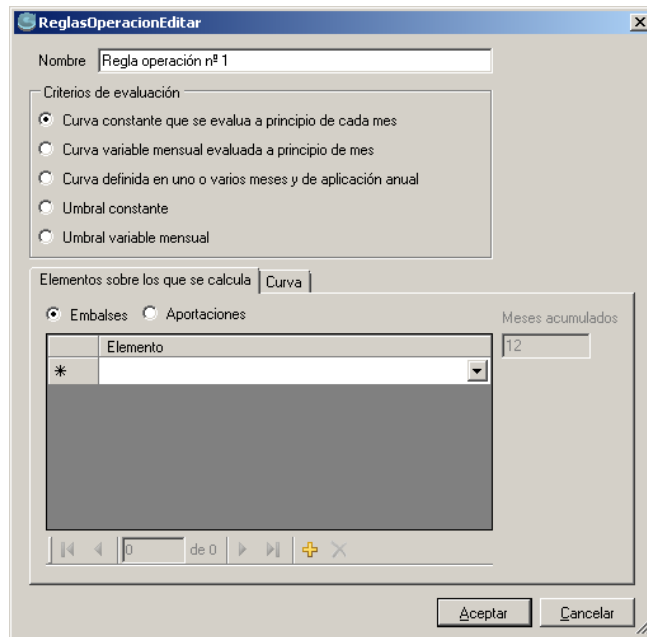 ReglasOperacionEditar
Nombre Regla operación nº 1
Criterios de evaluación
Curva constante que se evalua a principio de cada mes
Curva variable mensual evaluada a principio de mes
Curva definida en uno o varios meses y de aplicación anual
Umbral constante
Umbral variable mensual
Elementos sobre los que se calcula Curva
Embalses Aportaciones Meses acumulados
12
Elemento
0 de 0
Aceptar Cancelar